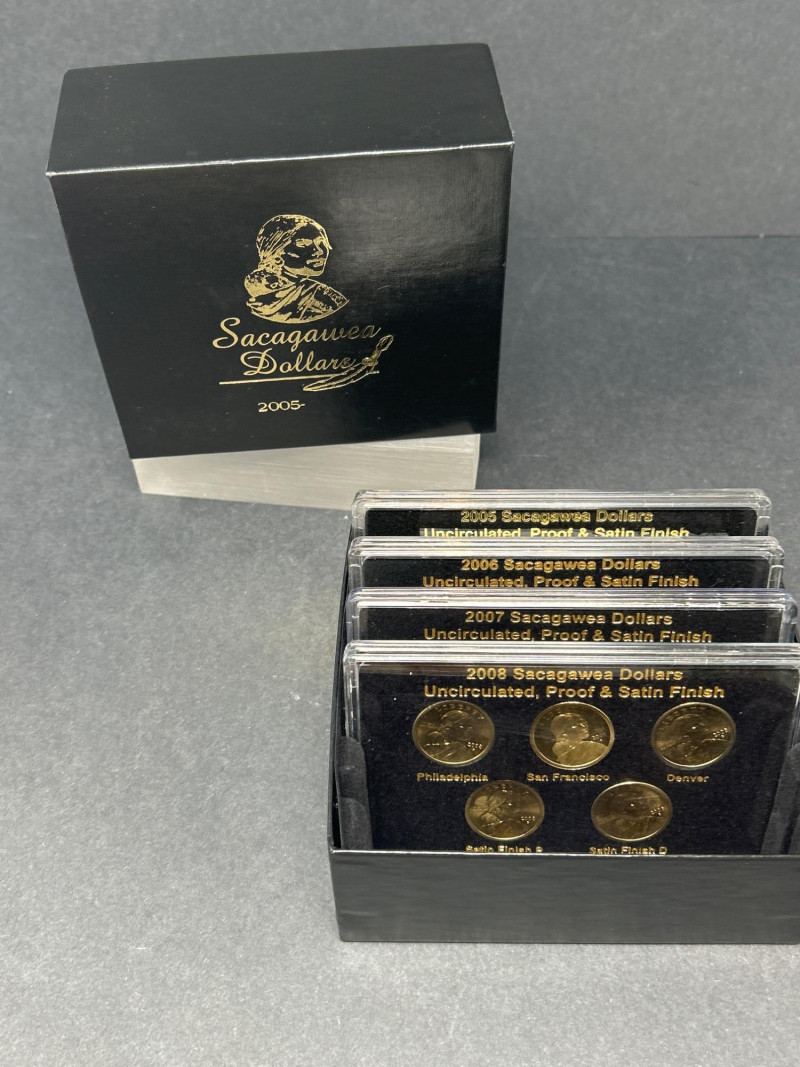 Sacagawea
Dollars
2005-
2005 Sacagawea Dollars
Uncirculated, Proof & Satin Finish
2006 Sacagawea Dollars
Uncirculated, Proof & Satin Finish
2007 Sacagawea Dollars
Uncirculated, Proof & Satin Finish
2008 Sacagawea Dollars
Uncirculated, Proof & Satin Finish
Philadelphia San Francisco Denver
Satin Finish P Satin Finish D